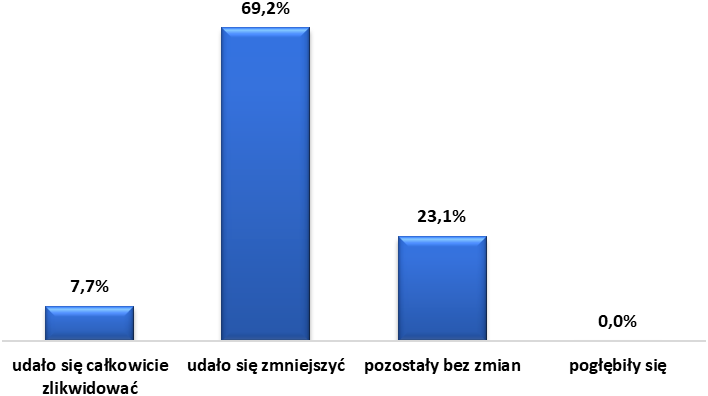 69,2%
23,1%
7,7%
0,0%
udało się całkowicie
zlikwidować
udało się zmniejszyć
pozostały bez zmian
pogłębiły się